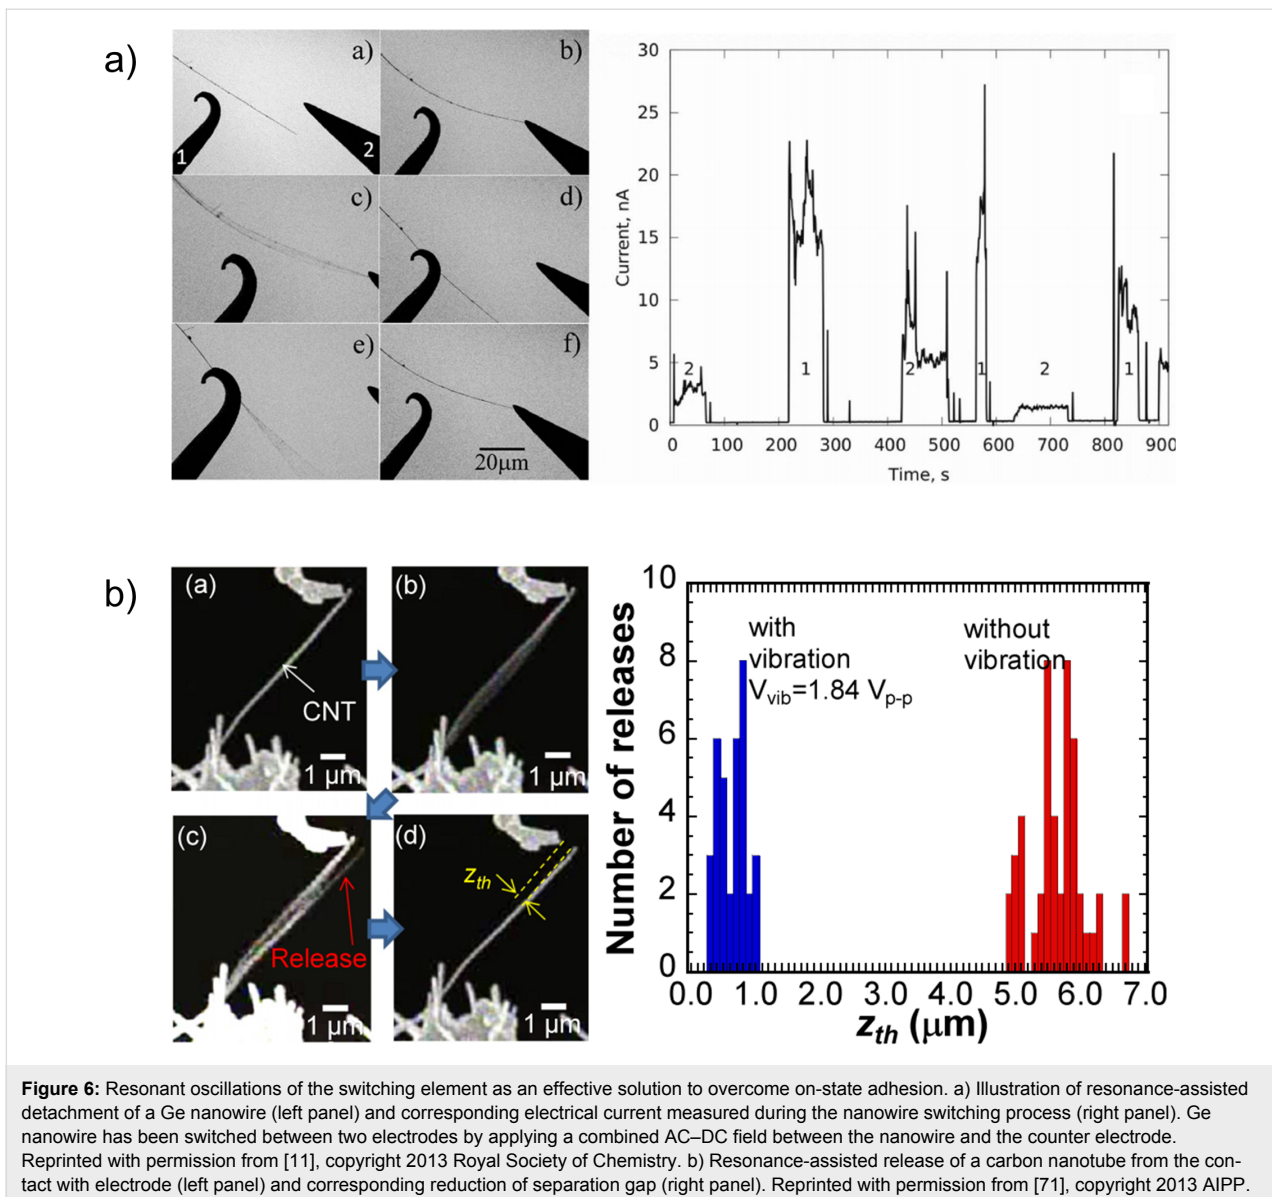 a)
a)
b)
1
2
c)
d)
e)
f)
20μm
30
25
20
15
10
5
0
Current, nA
2
1
2
1
2
1
0
100
200
300
400
500
600
700
800
900
Time, s
b)
(a)
CNT
1 μm
(b)
1 μm
(c)
Release
1 μm
(d)
z_th
1 μm
10
8
6
4
2
0
Number of releases
with
vibration
V_vib=1.84 V_p-p
without
vibration
0.0 1.0 2.0 3.0 4.0 5.0 6.0 7.0
z_th (μm)
Figure 6: Resonant oscillations of the switching element as an effective solution to overcome on-state adhesion. a) Illustration of resonance-assisted
detachment of a Ge nanowire (left panel) and corresponding electrical current measured during the nanowire switching process (right panel). Ge
nanowire has been switched between two electrodes by applying a combined AC–DC field between the nanowire and the counter electrode.
Reprinted with permission from [11], copyright 2013 Royal Society of Chemistry. b) Resonance-assisted release of a carbon nanotube from the con-
tact with electrode (left panel) and corresponding reduction of separation gap (right panel). Reprinted with permission from [71], copyright 2013 AIPP.